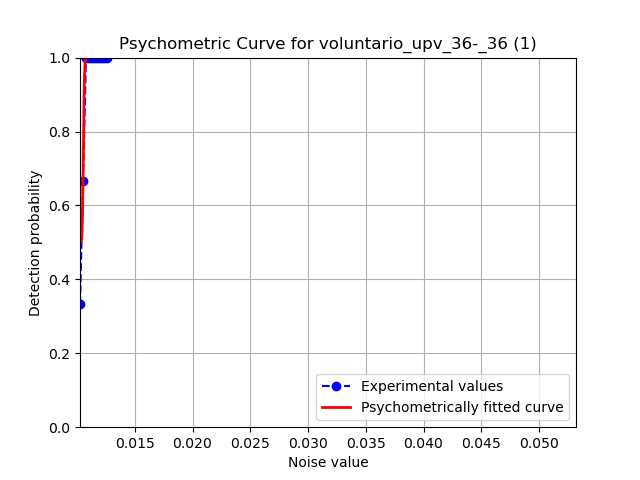 Psychometric Curve for voluntario_upv_36-_36 (1)
1.0
0.8
0.6
0.4
0.2
0.0
Detection probability
0.015 0.020 0.025 0.030 0.035 0.040 0.045 0.050
Noise value
Experimental values
Psychometrically fitted curve